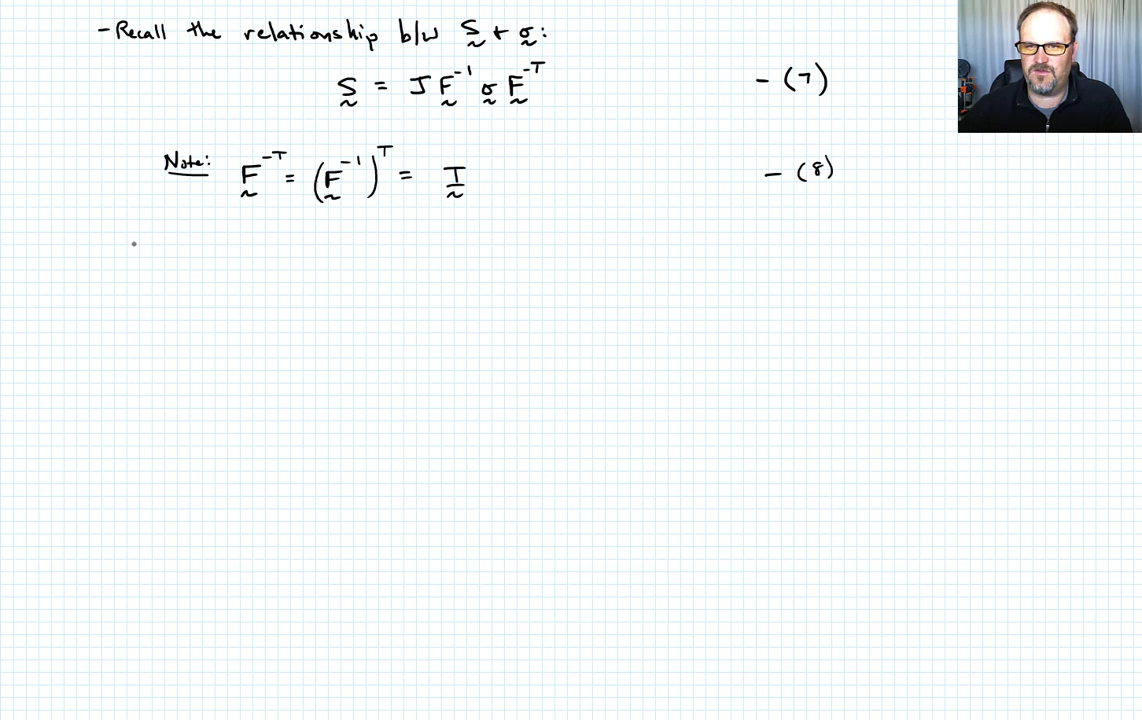 - Recall the relationship b/w S̰ + σ̰:
S̰ = J F̰⁻¹ σ̰ F̰⁻ᵀ - (7)
Note: F̰⁻ᵀ = (F̰⁻¹)ᵀ = Ḭ - (8)